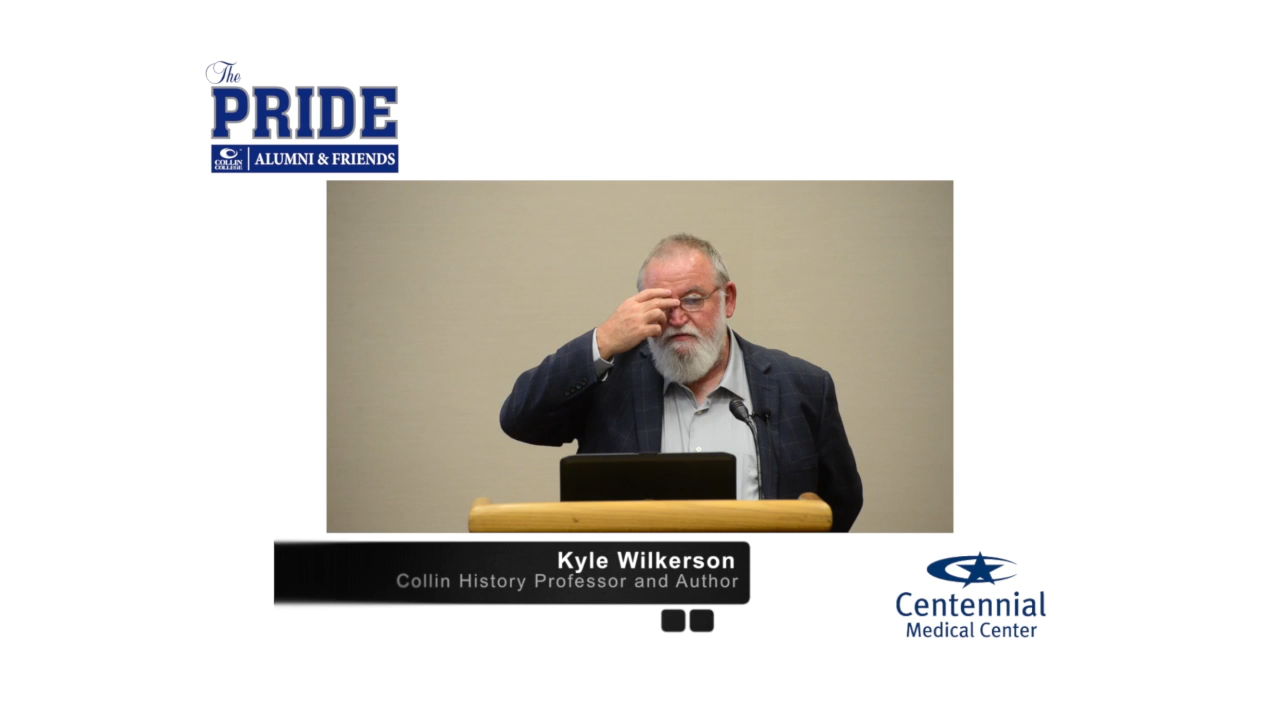 The
PRIDE
COLLIN
COLLEGE
ALUMNI & FRIENDS
Kyle Wilkerson
Collin History Professor and Author
Centennial
Medical Center